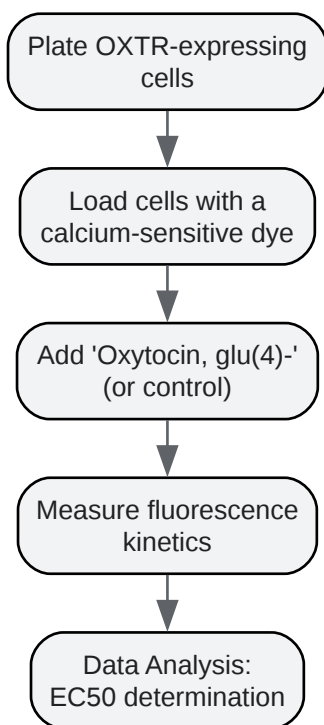 Plate OXTR-expressing
cells
Load cells with a
calcium-sensitive dye
Add 'Oxytocin, glu(4)-'
(or control)
Measure fluorescence
kinetics
Data Analysis:
EC50 determination